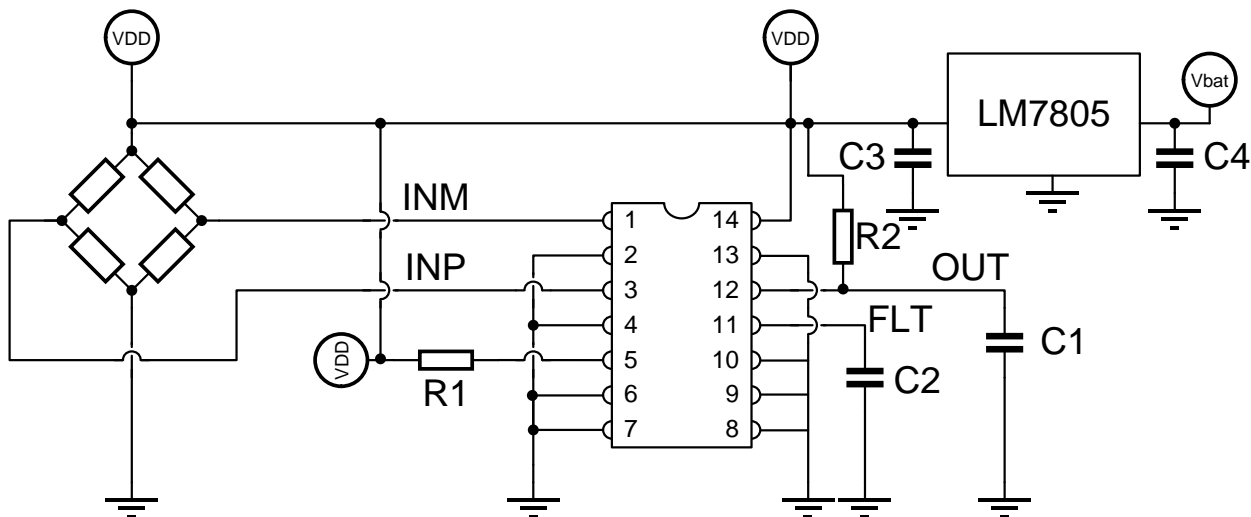 VDD
VDD
LM7805
Vbat
C3
C4
INM
1
14
2
13
R2
INP
OUT
3
12
4
11
FLT
VDD
R1
5
10
C1
6
9
C2
7
8